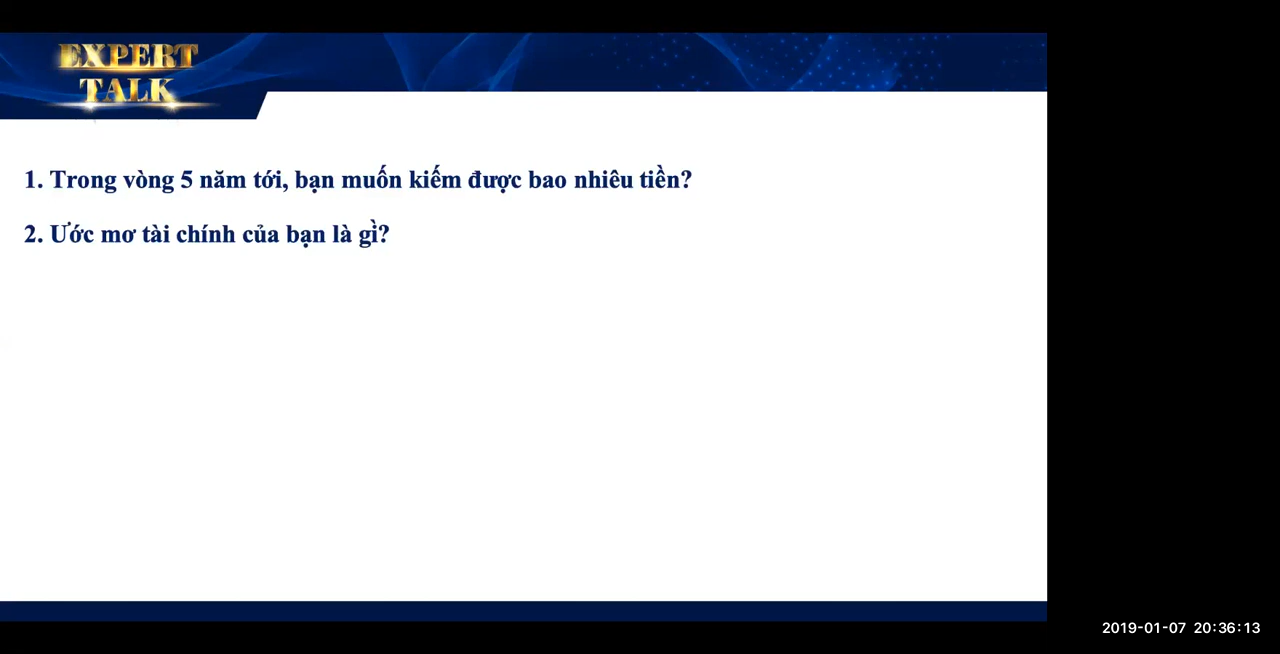 EXPERT
TALK
1. Trong vòng 5 năm tới, bạn muốn kiếm được bao nhiêu tiền?
2. Ước mơ tài chính của bạn là gì?
2019-01-07 20:36:13